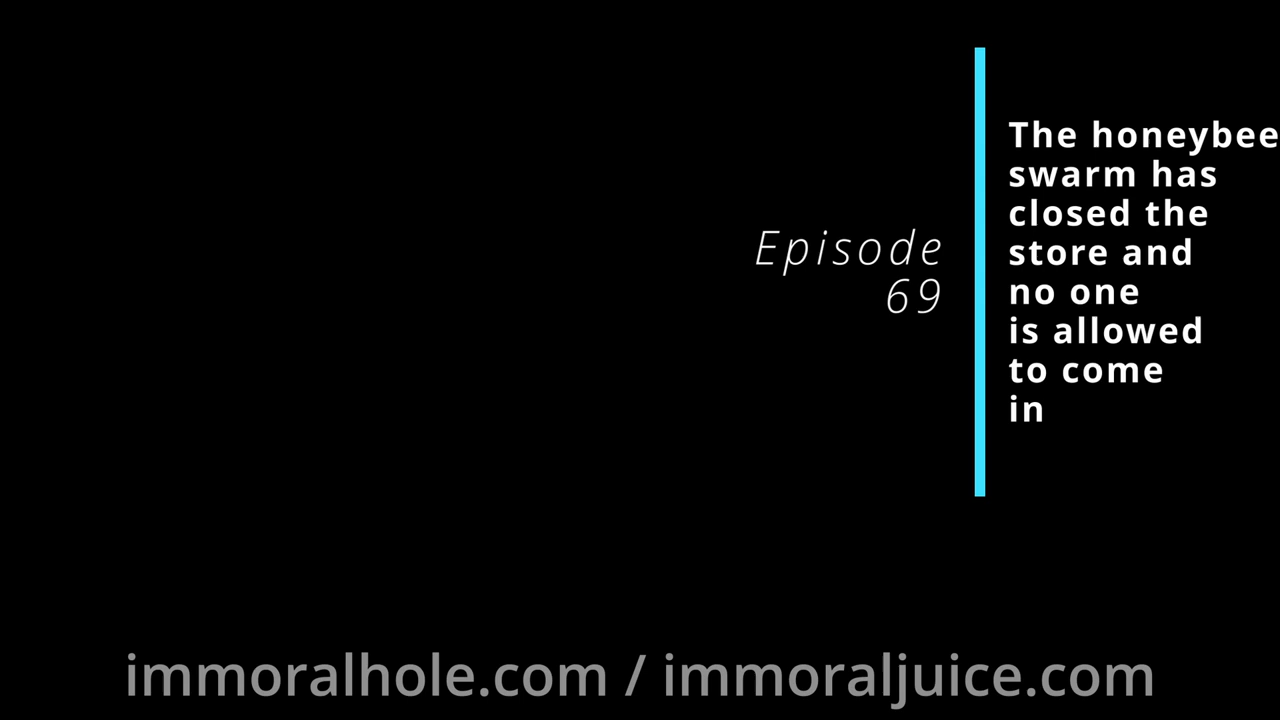 Episode
69
The honeybee
swarm has
closed the
store and
no one
is allowed
to come
in
immoralhole.com / immoraljuice.com